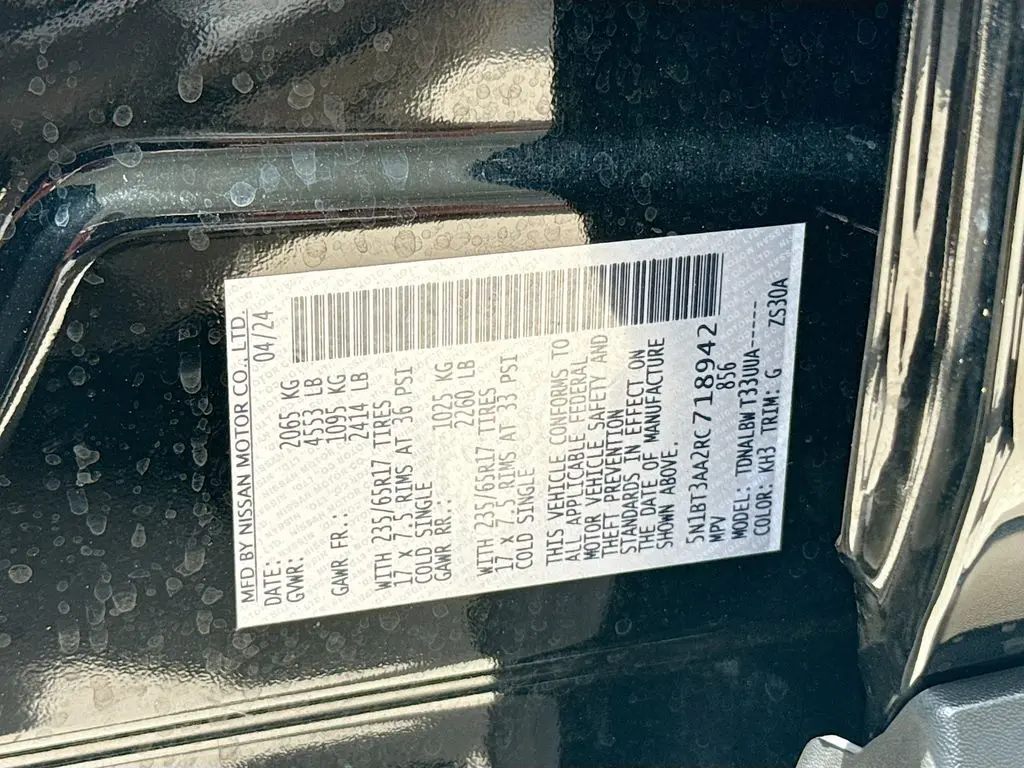 MFD BY NISSAN MOTOR CO., LTD.
DATE: 04/24
GVWR: 2065 KG
4553 LB
GAWR FR.: 1095 KG
2414 LB
WITH 235/65R17 TIRES
17 X 7.5 RIMS AT 36 PSI
COLD SINGLE
GAWR RR.: 1025 KG
2260 LB
WITH 235/65R17 TIRES
17 X 7.5 RIMS AT 33 PSI
COLD SINGLE
THIS VEHICLE CONFORMS TO
ALL APPLICABLE FEDERAL
MOTOR VEHICLE SAFETY AND
THEFT PREVENTION
STANDARDS IN EFFECT ON
THE DATE OF MANUFACTURE
SHOWN ABOVE.
5N1BT3AA2RC718942
MPV 856
MODEL: TDNALBWT33UUA-----
COLOR: KH3 TRIM: G ZS30A